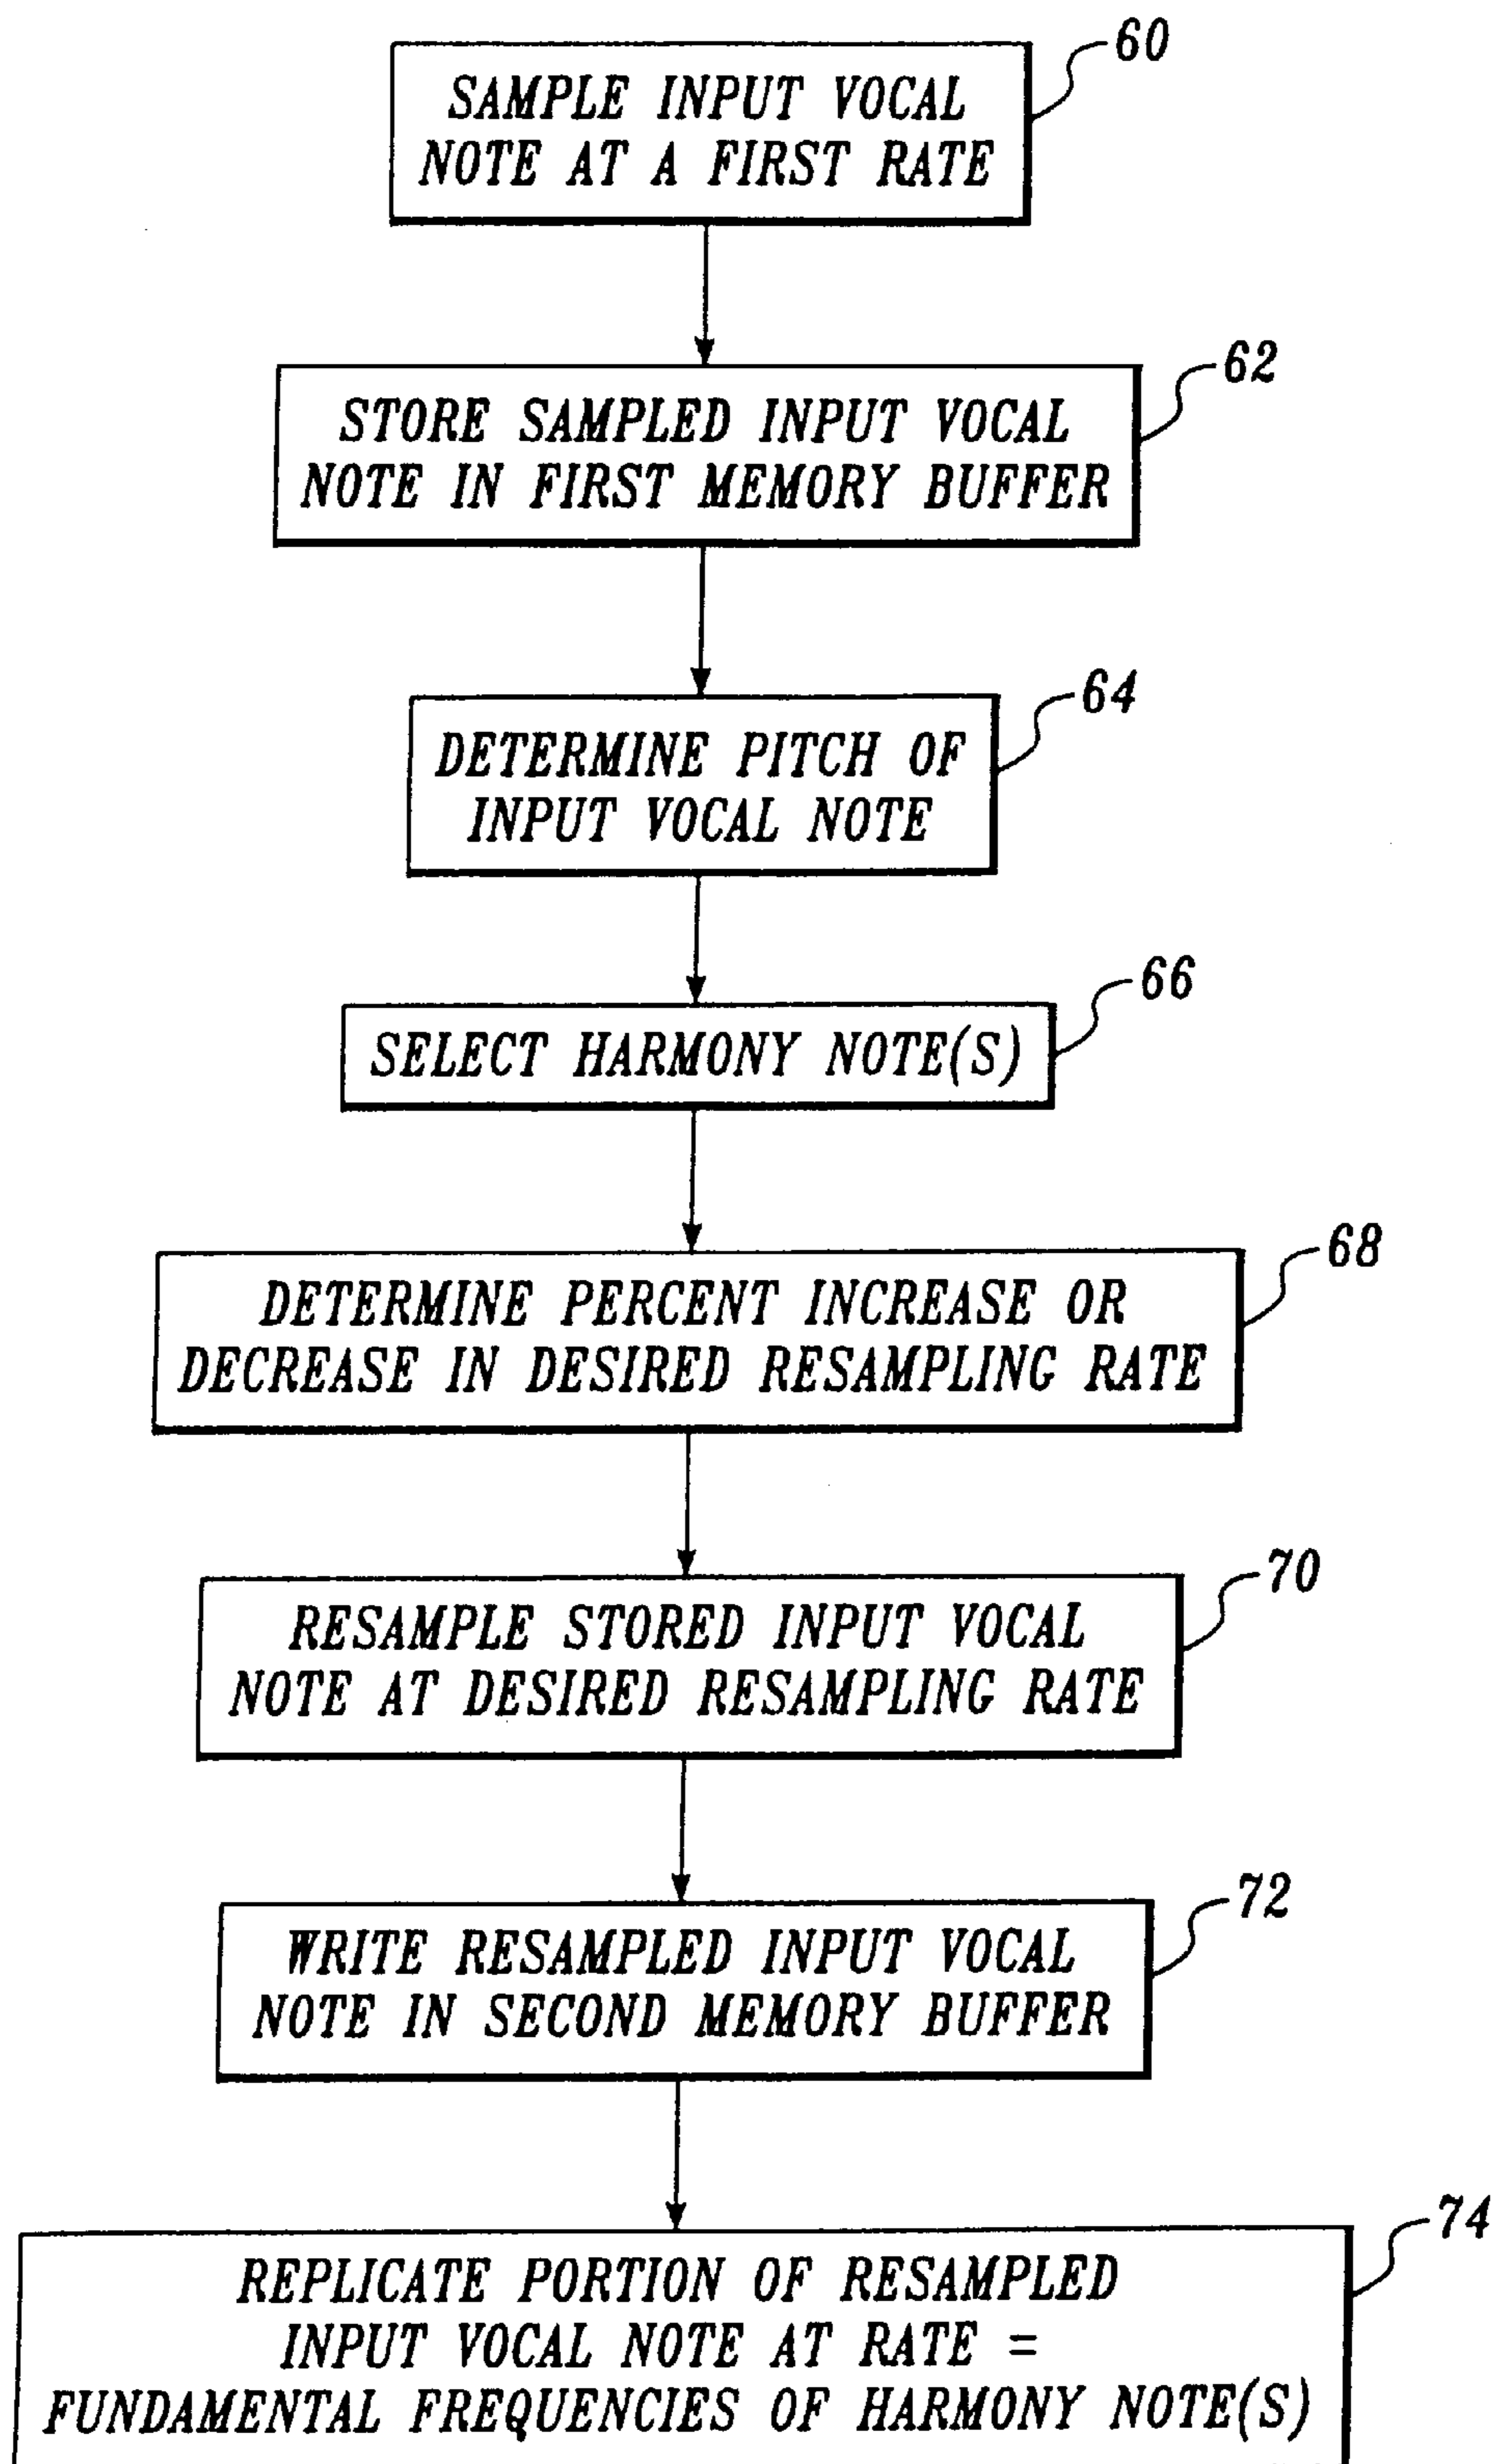 60
SAMPLE INPUT VOCAL
NOTE AT A FIRST RATE
62
STORE SAMPLED INPUT VOCAL
NOTE IN FIRST MEMORY BUFFER
64
DETERMINE PITCH OF
INPUT VOCAL NOTE
66
SELECT HARMONY NOTE(S)
68
DETERMINE PERCENT INCREASE OR
DECREASE IN DESIRED RESAMPLING RATE
70
RESAMPLE STORED INPUT VOCAL
NOTE AT DESIRED RESAMPLING RATE
72
WRITE RESAMPLED INPUT VOCAL
NOTE IN SECOND MEMORY BUFFER
74
REPLICATE PORTION OF RESAMPLED
INPUT VOCAL NOTE AT RATE =
FUNDAMENTAL FREQUENCIES OF HARMONY NOTE(S)